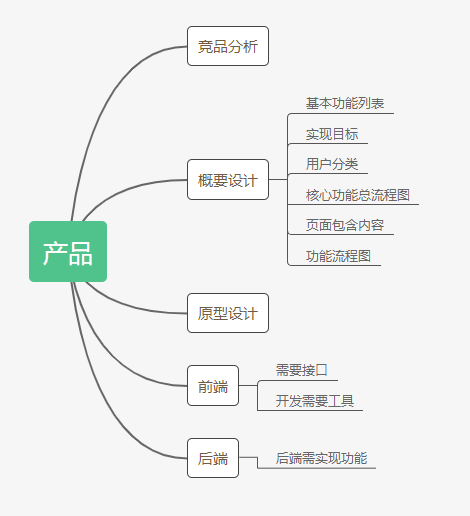 产品
竞品分析
概要设计
基本功能列表
实现目标
用户分类
核心功能总流程图
页面包含内容
功能流程图
原型设计
前端
需要接口
开发需要工具
后端
后端需实现功能